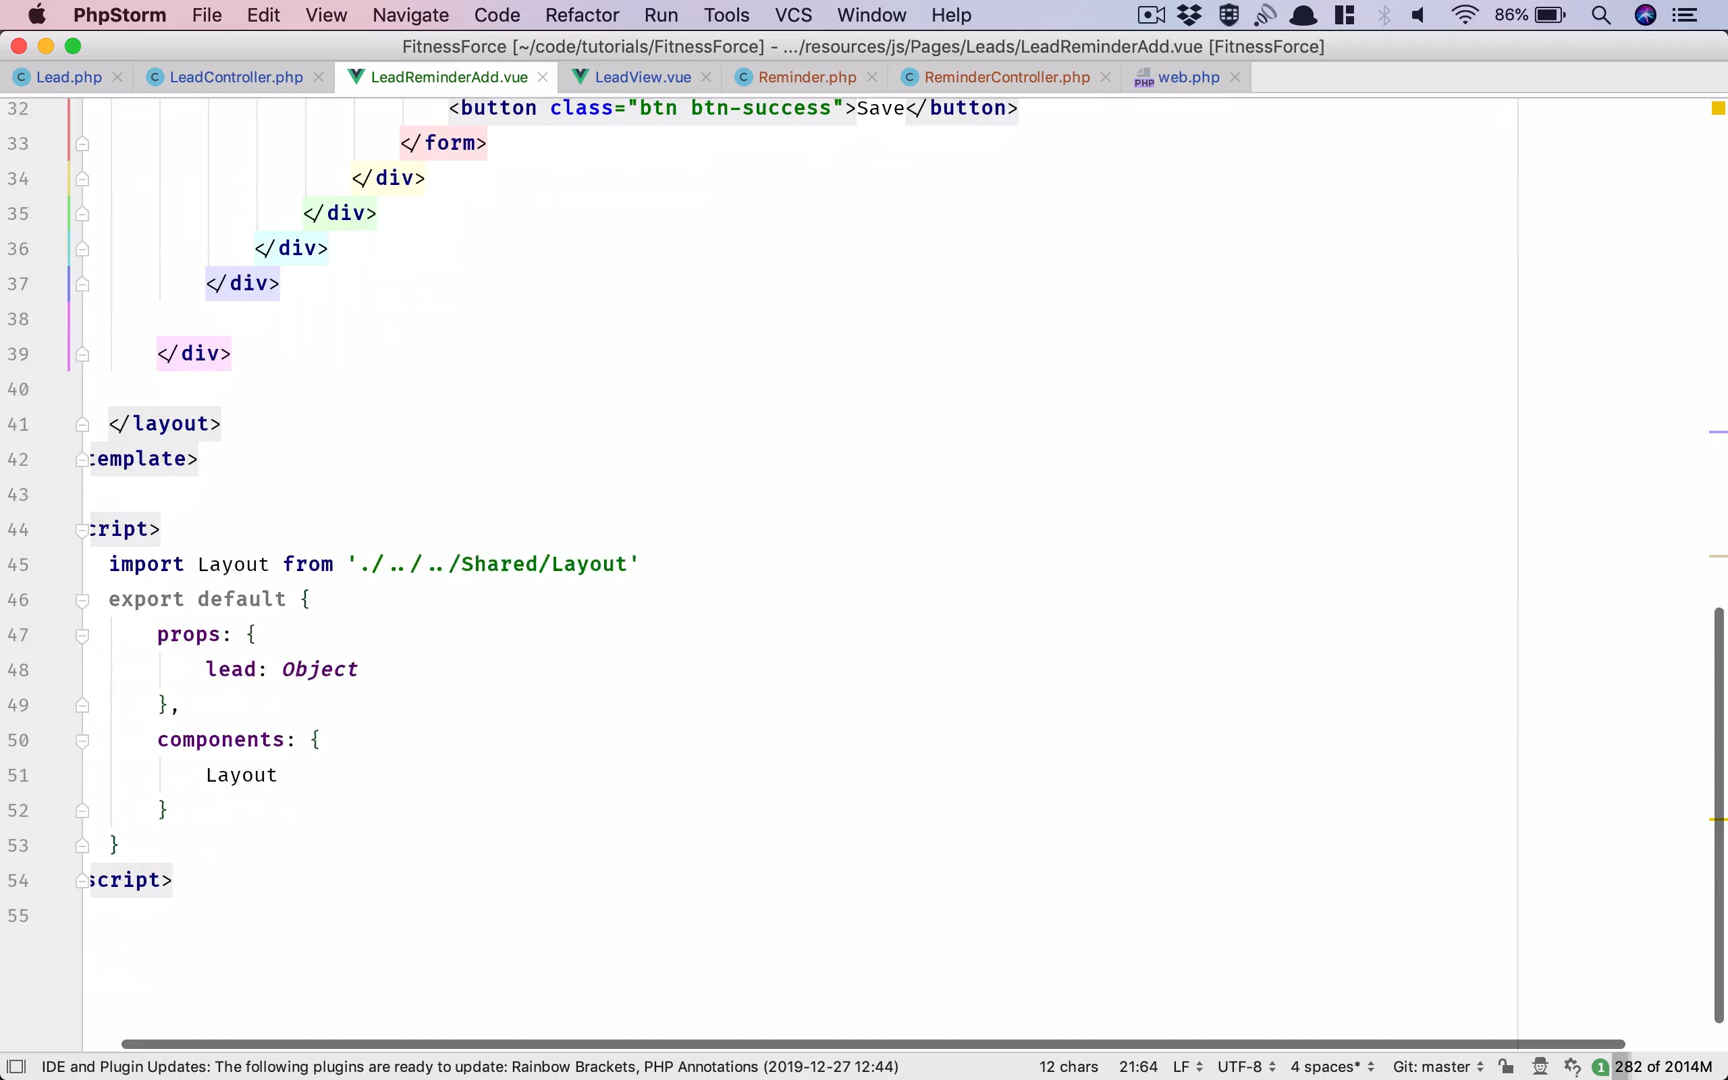 PhpStorm File Edit View Navigate Code Refactor Run Tools VCS Window Help 86%
FitnessForce [~/code/tutorials/FitnessForce] - .../resources/js/Pages/Leads/LeadReminderAdd.vue [FitnessForce]
Lead.php LeadController.php LeadReminderAdd.vue LeadView.vue Reminder.php ReminderController.php PHP web.php
32 <button class="btn btn-success">Save</button>
33 </form>
34 </div>
35 </div>
36 </div>
37 </div>
38
39 </div>
40
41 </layout>
42 template>
43
44 cript>
45 import Layout from './../../Shared/Layout'
46 export default {
47 props: {
48 lead: Object
49 },
50 components: {
51 Layout
52 }
53 }
54 script>
55
IDE and Plugin Updates: The following plugins are ready to update: Rainbow Brackets, PHP Annotations (2019-12-27 12:44) 12 chars 21:64 LF UTF-8 4 spaces* Git: master 1 282 of 2014M